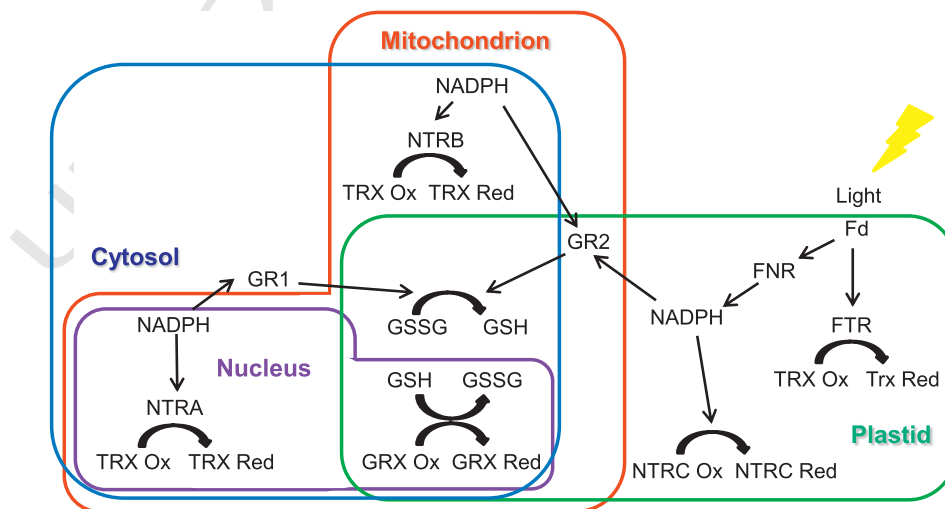 Mitochondrion
NADPH
NTRB
TRX Ox TRX Red
Light
Fd
Cytosol
GR2
FNR
GR1
GSSG GSH
NADPH
NADPH
FTR
Nucleus
GSH GSSG
TRX Ox Trx Red
NTRA
Plastid
TRX Ox TRX Red
GRX Ox GRX Red
NTRC Ox NTRC Red